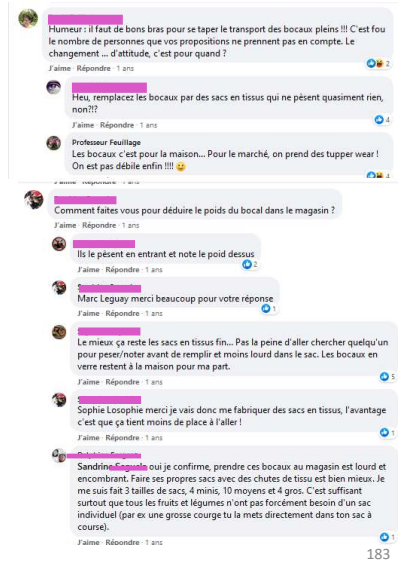 Humeur : il faut de bons bras pour se taper le transport des bocaux pleins !!! C'est fou
le nombre de personnes que vos propositions ne prennent pas en compte. Le
changement ... d'attitude, c'est pour quand ?
J'aime · Répondre · 1 ans
2
Heu, remplacez les bocaux par des sacs en tissus qui ne pèsent quasiment rien,
non?!?
J'aime · Répondre · 1 ans
4
Professeur Feuillage
Les bocaux c'est pour la maison... Pour le marché, on prend des tupper wear !
On est pas débile enfin !!!!
4
Comment faites vous pour déduire le poids du bocal dans le magasin ?
J'aime · Répondre · 1 ans
Ils le pèsent en entrant et note le poid dessus
2
J'aime · Répondre · 1 ans
Marc Leguay merci beaucoup pour votre réponse
1
J'aime · Répondre · 1 ans
Le mieux ça reste les sacs en tissus fin... Pas la peine d'aller chercher quelqu'un
pour peser/noter avant de remplir et moins lourd dans le sac. Les bocaux en
verre restent à la maison pour ma part.
5
J'aime · Répondre · 1 ans
Sophie Losophie merci je vais donc me fabriquer des sacs en tissus, l'avantage
c'est que ça tient moins de place à l'aller !
1
J'aime · Répondre · 1 ans
Sandrine oui je confirme, prendre ces bocaux au magasin est lourd et
encombrant. Faire ses propres sacs avec des chutes de tissu est bien mieux. Je
me suis fait 3 tailles de sacs, 4 minis, 10 moyens et 4 gros. C'est suffisant
surtout que tous les fruits et légumes n'ont pas forcément besoin d'un sac
individuel (par ex une grosse courge tu la mets directement dans ton sac à
course).
1
J'aime · Répondre · 1 ans
183